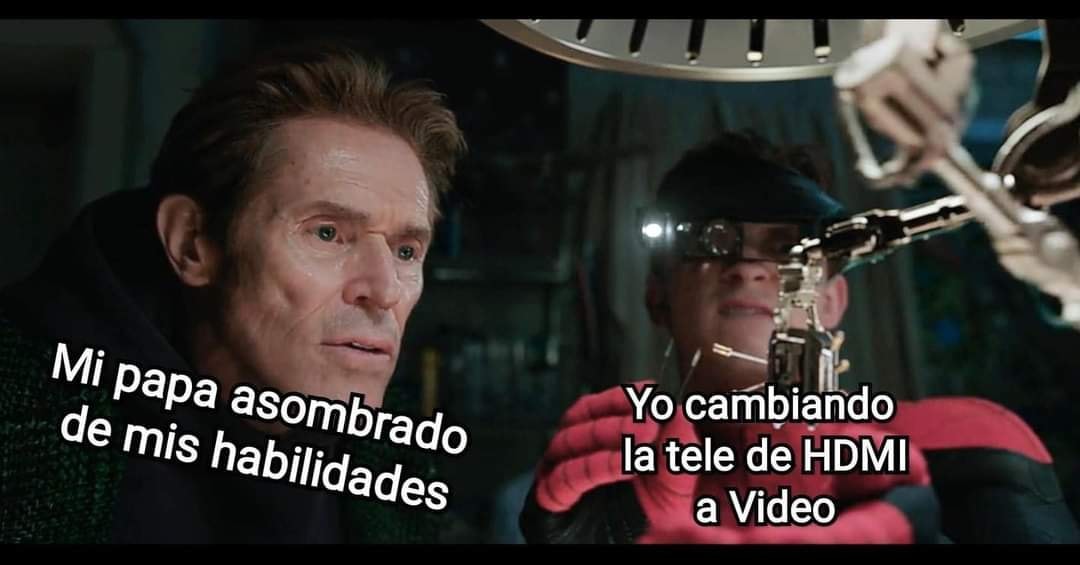 Mi papa asombrado
de mis habilidades
Yo cambiando
la tele de HDMI
a Video